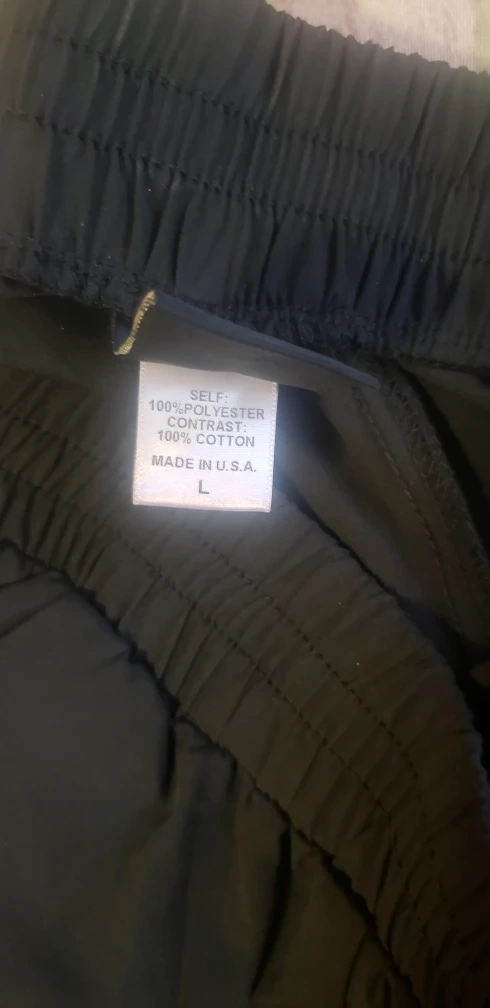 SELF:
100%POLYESTER
CONTRAST:
100% COTTON
MADE IN U.S.A.
L